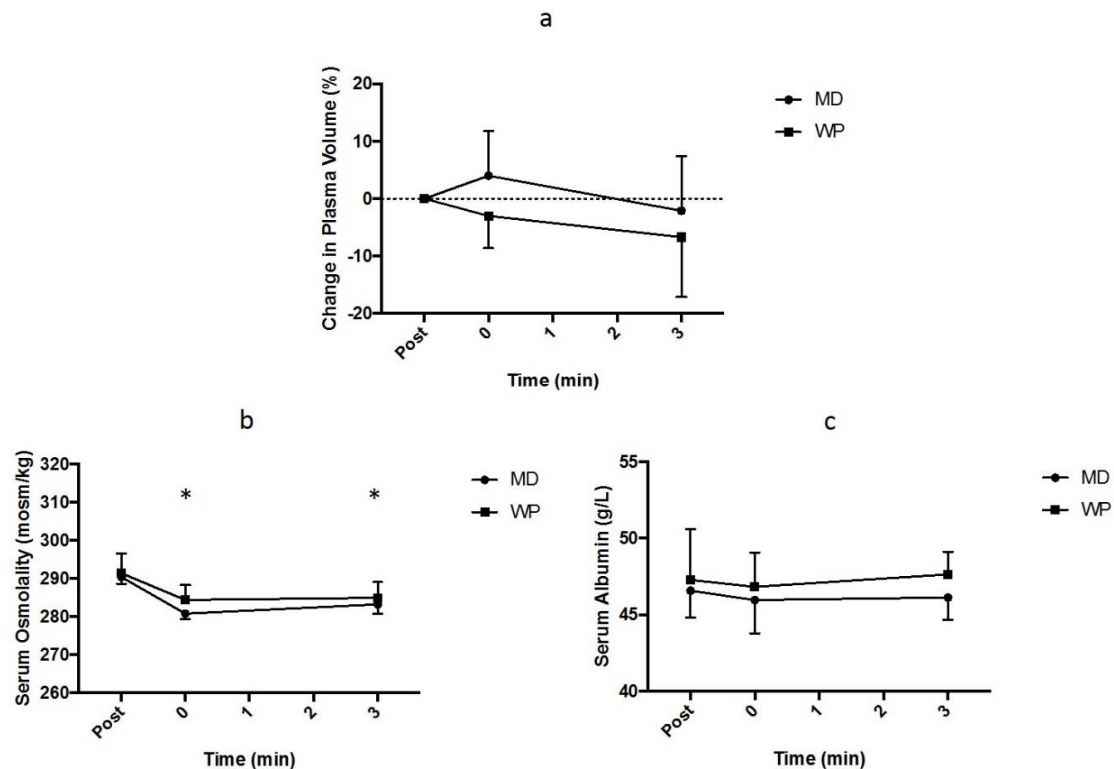 a
Change in Plasma Volume (%)
20
10
0
-10
-20
Post
0
1
2
3
Time (min)
MD
WP
b
Serum Osmolality (mosm/kg)
320
310
300
290
280
270
260
*
*
Post
0
1
2
3
Time (min)
MD
WP
c
Serum Albumin (g/L)
55
50
45
40
Post
0
1
2
3
Time (min)
MD
WP